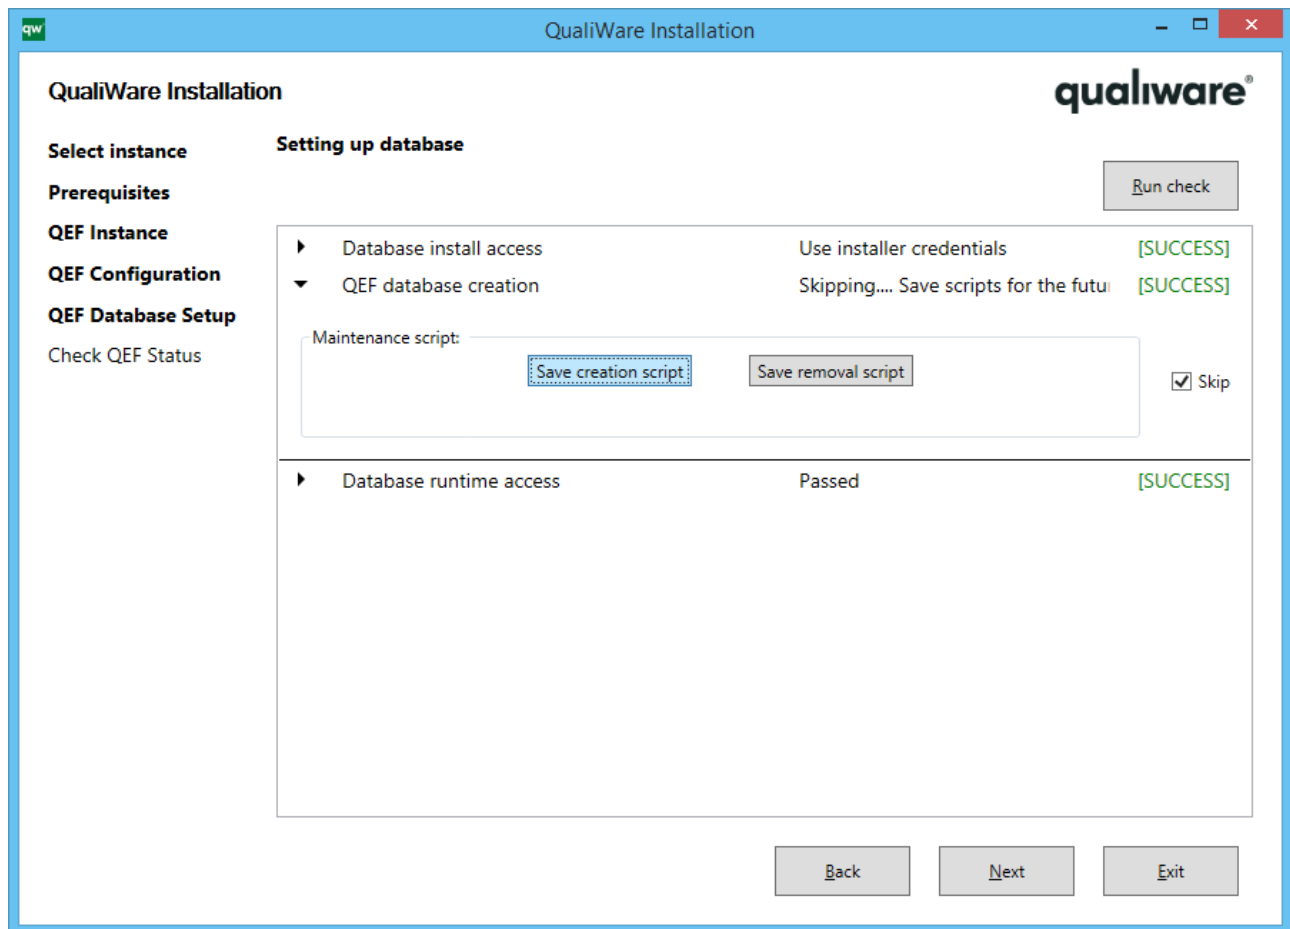 qw
QualiWare Installation
QualiWare Installation
qualiware®
Select instance
Prerequisites
QEF Instance
QEF Configuration
QEF Database Setup
Check QEF Status
Setting up database
Run check
Database install access Use installer credentials [SUCCESS]
QEF database creation Skipping.... Save scripts for the [SUCCESS]
Maintenance script:
Save creation script Save removal script
Skip
Database runtime access Passed [SUCCESS]
Back Next Exit